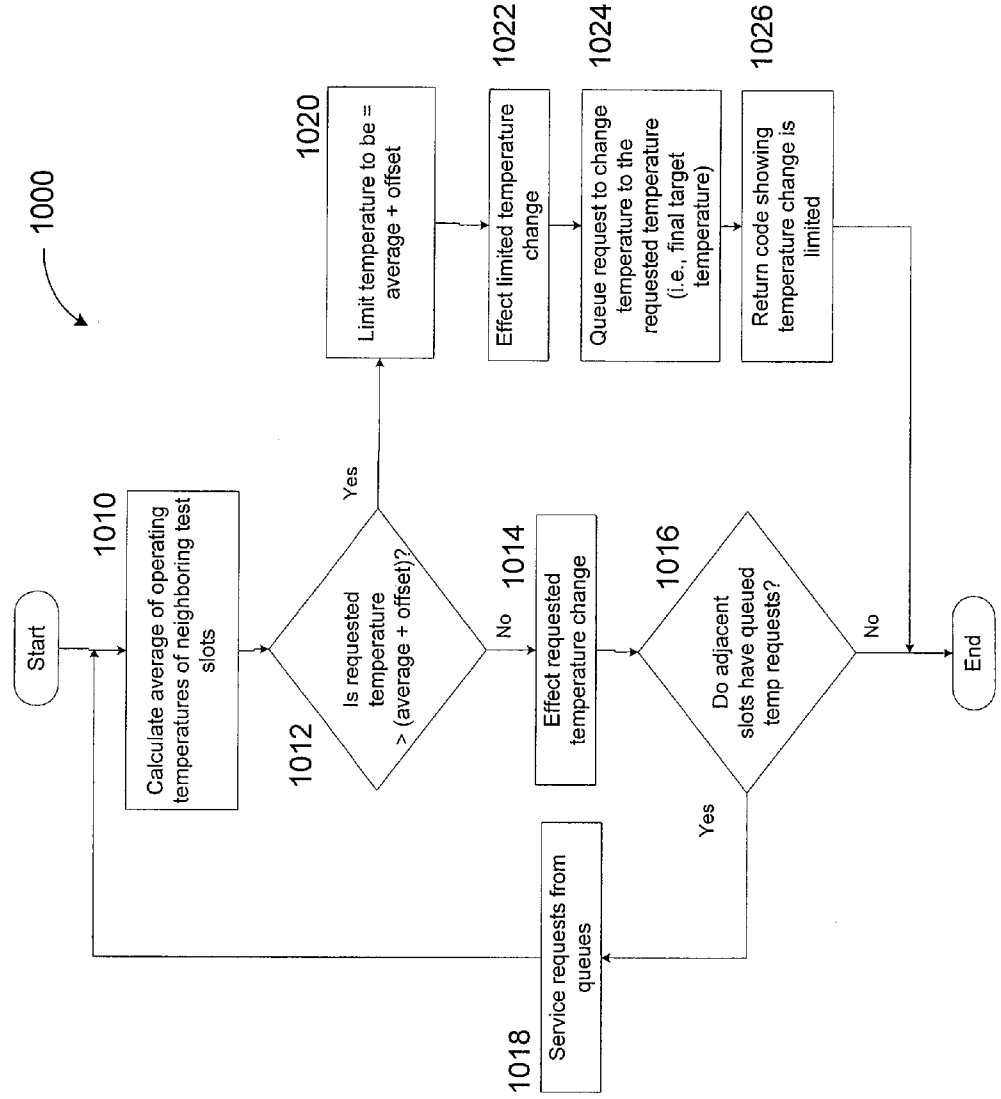 1000
Start
1010
Calculate average of operating
temperatures of neighboring test
slots
1012
Is requested
temperature
> (average + offset)?
Yes
No
1020
Limit temperature to be =
average + offset
1022
Effect limited temperature
change
1024
Queue request to change
temperature to the
requested temperature
(i.e., final target
temperature)
1026
Return code showing
temperature change is
limited
1014
Effect requested
temperature change
1016
Do adjacent
slots have queued
temp requests?
Yes
No
1018
Service requests from
queues
End